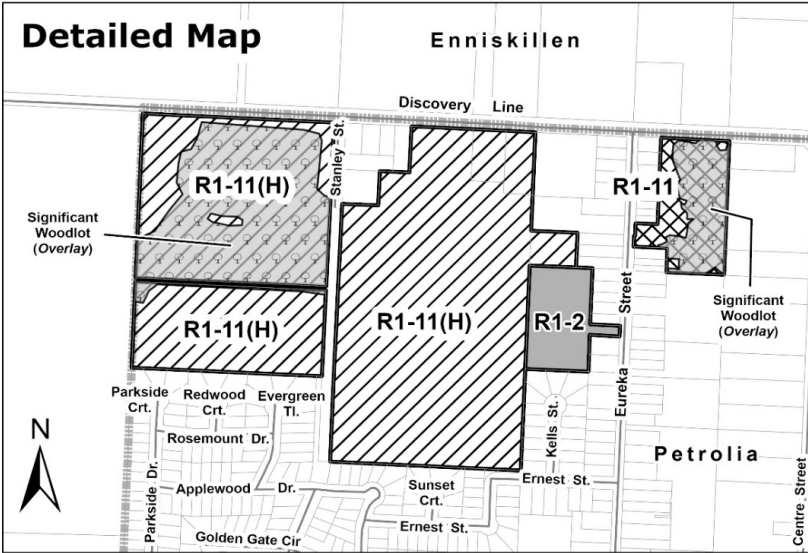 Detailed Map
Enniskillen
Discovery Line
Stanley St.
R1-11(H)
R1-11
Significant
Woodlot
(Overlay)
R1-11(H)
R1-11(H)
R1-2
Significant
Woodlot
(Overlay)
Eureka Street
Parkside
Crt.
Redwood
Crt.
Evergreen
Tl.
Rosemount Dr.
Kells St.
Petrolia
N
Parkside Dr.
Applewood Dr.
Sunset
Crt.
Ernest St.
Ernest St.
Golden Gate Cir
Centre Street